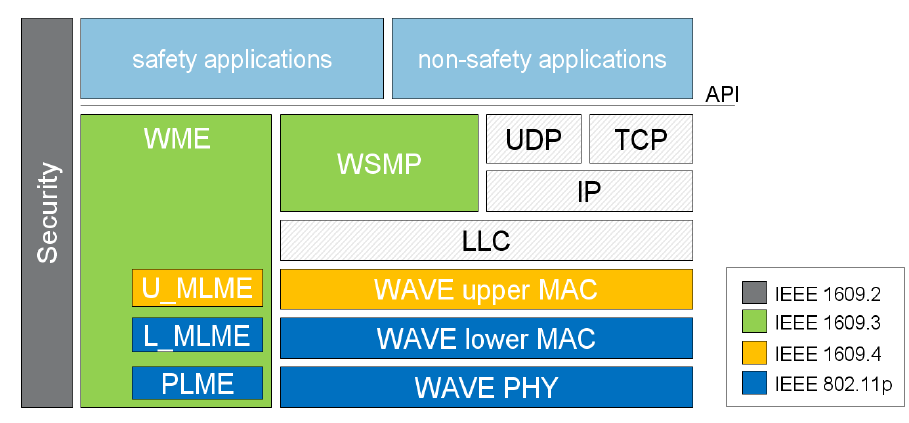 Security
safety applications
non-safety applications
API
WME
WSMP
UDP
TCP
IP
LLC
U_MLME
WAVE upper MAC
L_MLME
WAVE lower MAC
PLME
WAVE PHY
IEEE 1609.2
IEEE 1609.3
IEEE 1609.4
IEEE 802.11p